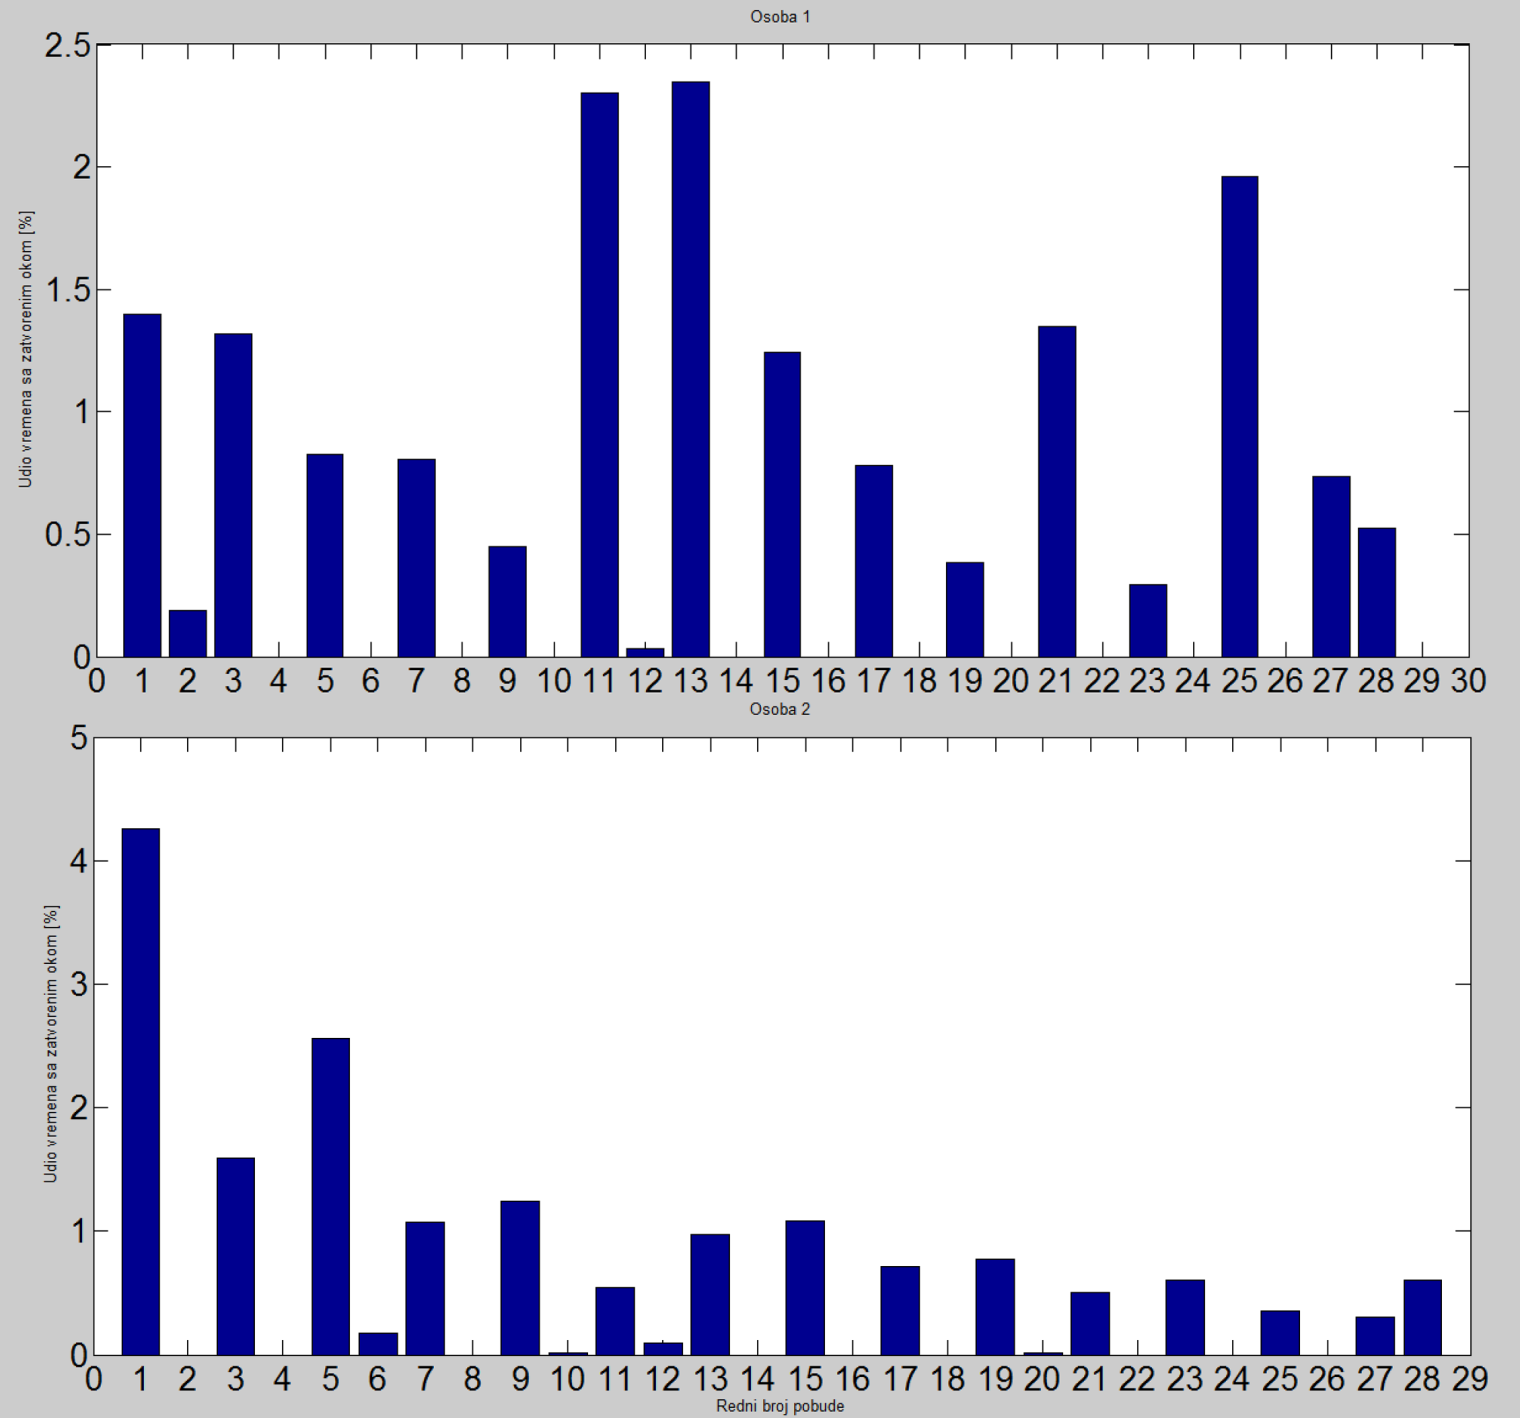 Osoba 1
2.5
2
1.5
1
0.5
0
Udio vremena sa zatvorenim okom [%]
0 1 2 3 4 5 6 7 8 9 10 11 12 13 14 15 16 17 18 19 20 21 22 23 24 25 26 27 28 29 30
Osoba 2
5
4
3
2
1
0
Udio vremena sa zatvorenim okom [%]
0 1 2 3 4 5 6 7 8 9 10 11 12 13 14 15 16 17 18 19 20 21 22 23 24 25 26 27 28 29
Redni broj pobude